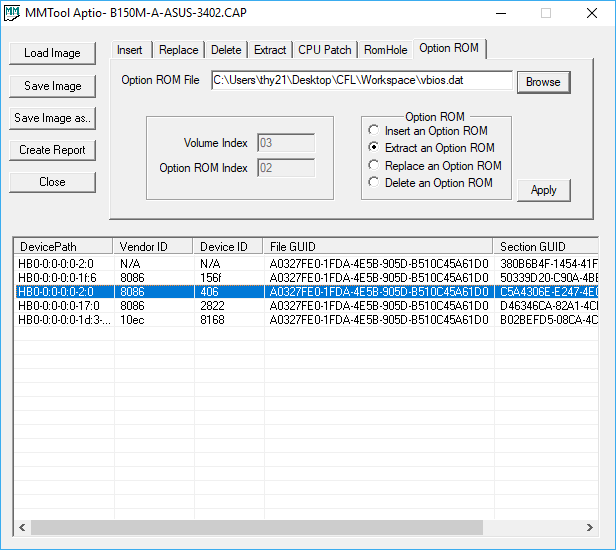 MMTool Aptio- B150M-A-ASUS-3402.CAP
Load Image
Save Image
Save Image as..
Create Report
Close
Insert Replace Delete Extract CPU Patch RomHole Option ROM
Option ROM File C:\Users\thy21\Desktop\CFL\Workspace\vbios.dat Browse
Volume Index 03
Option ROM Index 02
Option ROM
Insert an Option ROM
Extract an Option ROM
Replace an Option ROM
Delete an Option ROM
Apply
DevicePath Vendor ID Device ID File GUID Section GUID
HB0-0:0-0:0-2:0 N/A N/A A0327FE0-1FDA-4E5B-905D-B510C45A61D0 380B6B4F-1454-41F
HB0-0:0-0:0-1f:6 8086 156f A0327FE0-1FDA-4E5B-905D-B510C45A61D0 50339D20-C90A-4BB
HB0-0:0-0:0-2:0 8086 406 A0327FE0-1FDA-4E5B-905D-B510C45A61D0 C5A4306E-E247-4EC
HB0-0:0-0:0-17:0 8086 2822 A0327FE0-1FDA-4E5B-905D-B510C45A61D0 D46346CA-82A1-4C
HB0-0:0-0:0-1d:3-... 10ec 8168 A0327FE0-1FDA-4E5B-905D-B510C45A61D0 B02BEFD5-08CA-4C